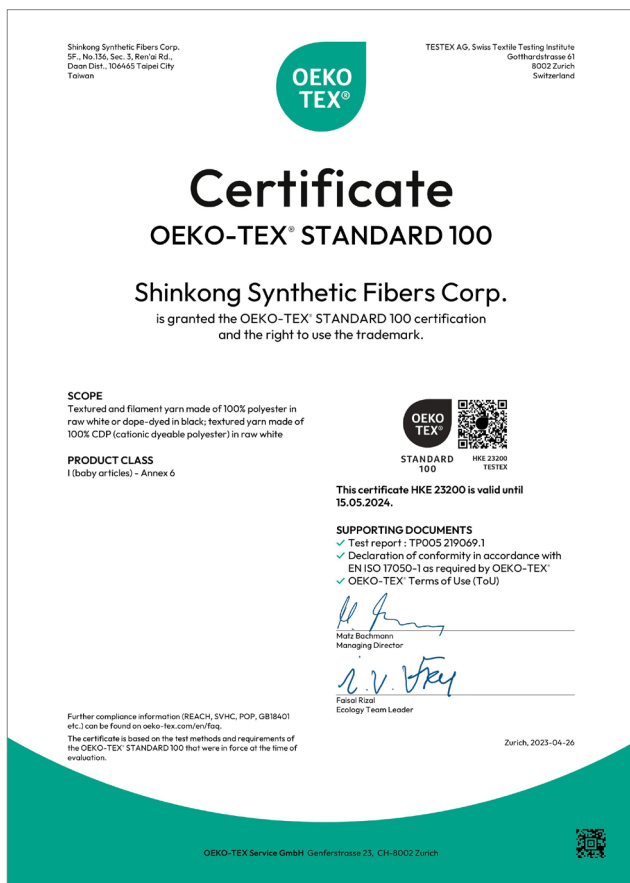 Shinkong Synthetic Fibers Corp.
5F., No.136, Sec. 3, Ren'ai Rd.,
Daan Dist., 106465 Taipei City
Taiwan
OEKO
TEX®
TESTEX AG, Swiss Textile Testing Institute
Gotthardstrasse 61
8002 Zurich
Switzerland
Certificate
OEKO-TEX® STANDARD 100
Shinkong Synthetic Fibers Corp.
is granted the OEKO-TEX® STANDARD 100 certification
and the right to use the trademark.
SCOPE
Textured and filament yarn made of 100% polyester in
raw white or dope-dyed in black; textured yarn made of
100% CDP (cationic dyeable polyester) in raw white
PRODUCT CLASS
I (baby articles) - Annex 6
OEKO
TEX®
STANDARD
100
HKE 23200
TESTEX
This certificate HKE 23200 is valid until
15.05.2024.
SUPPORTING DOCUMENTS
✓ Test report : TP005 219069.1
✓ Declaration of conformity in accordance with
EN ISO 17050-1 as required by OEKO-TEX®
✓ OEKO-TEX® Terms of Use (ToU)
Matz Bachmann
Managing Director
Faisal Rizal
Ecology Team Leader
Further compliance information (REACH, SVHC, POP, GB18401
etc.) can be found on oeko-tex.com/en/faq.
The certificate is based on the test methods and requirements of
the OEKO-TEX® STANDARD 100 that were in force at the time of
evaluation.
Zurich, 2023-04-26
OEKO-TEX Service GmbH Genferstrasse 23, CH-8002 Zurich